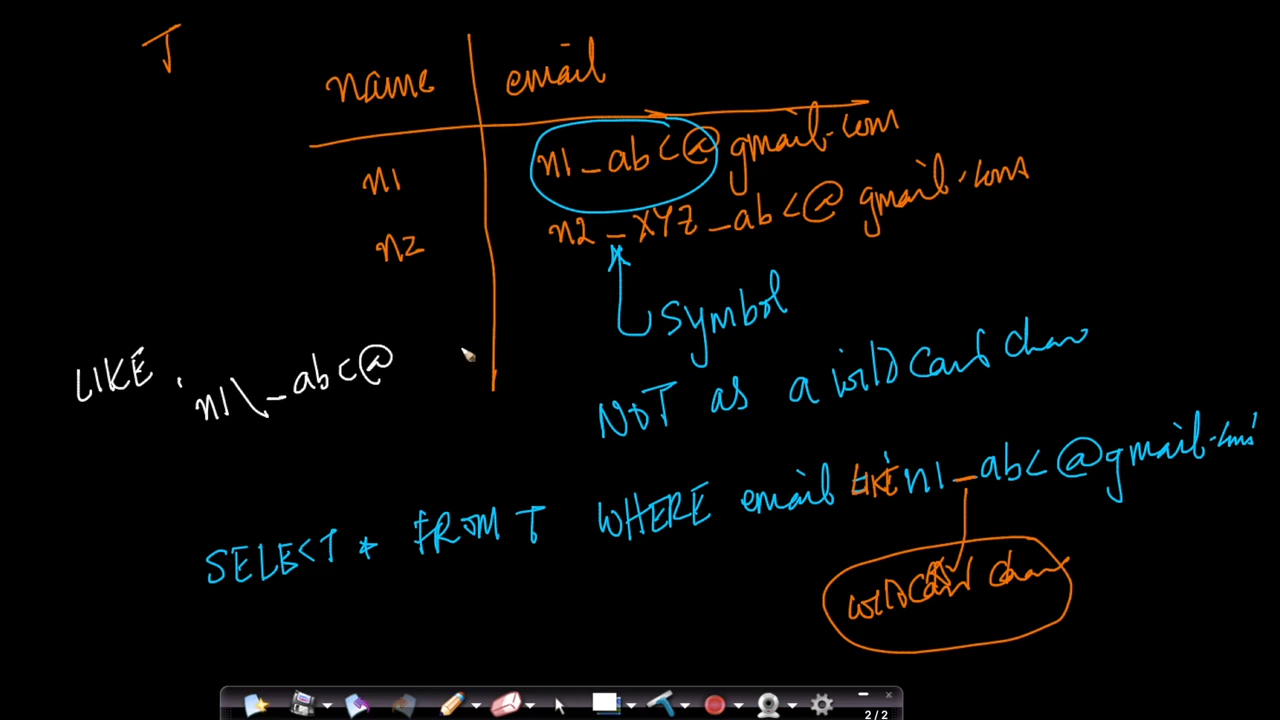 T
name email
n1 n1_abc@gmail.com
n2 n2_XYZ_abc@gmail.com
symbol
NOT as a wildcard char
LIKE 'n1\_abc@
SELECT * FROM T WHERE email LIKE 'n1_abc@gmail.com'
wildcard char
2/2